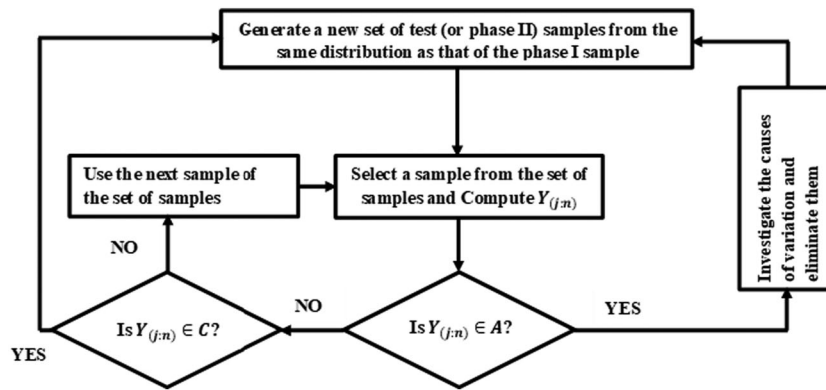 Generate a new set of test (or phase II) samples from the
same distribution as that of the phase I sample
Use the next sample of
the set of samples
Select a sample from the set of
samples and Compute Y(j:n)
Investigate the causes
of variation and
eliminate them
NO
NO
YES
Is Y(j:n) ∈ C?
Is Y(j:n) ∈ A?
YES